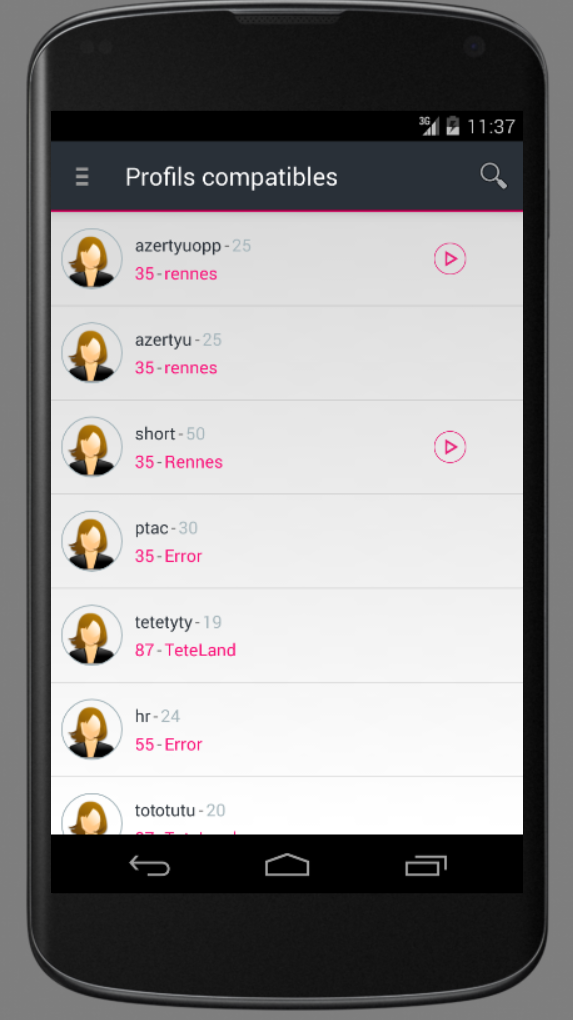 3G 11:37
Profils compatibles
azertyuopp - 25
35 - rennes
azertyu - 25
35 - rennes
short - 50
35 - Rennes
ptac - 30
35 - Error
tetetyty - 19
87 - TeteLand
hr - 24
55 - Error
tototutu - 20